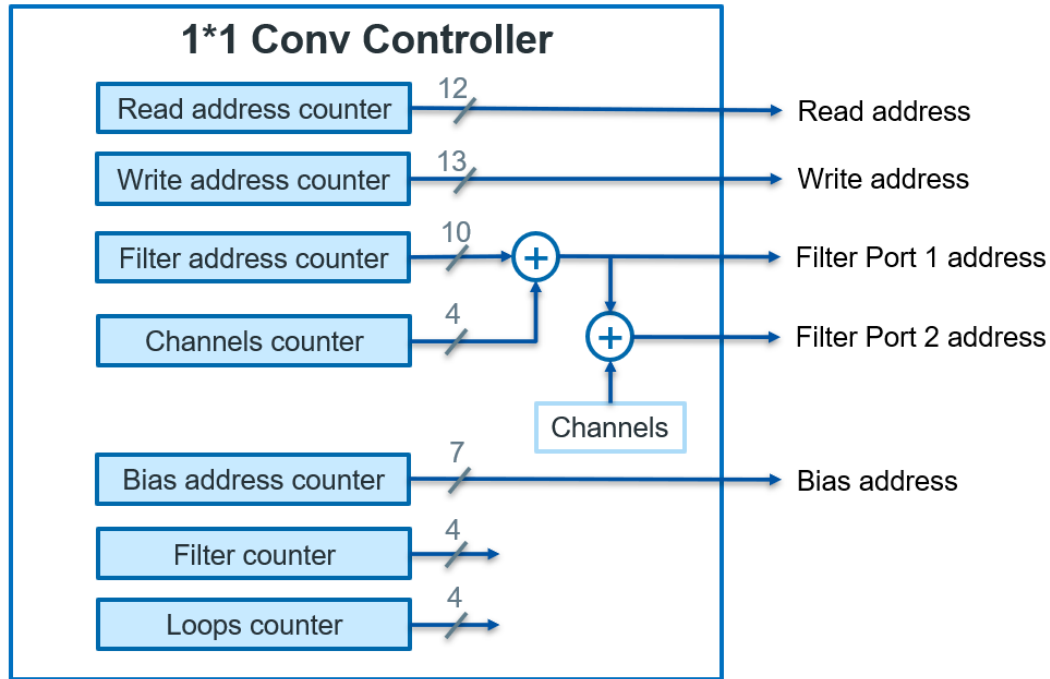 1*1 Conv Controller
Read address counter
12
Read address
Write address counter
13
Write address
Filter address counter
10
+
Filter Port 1 address
Channels counter
4
+
Filter Port 2 address
Channels
Bias address counter
7
Bias address
Filter counter
4
Loops counter
4